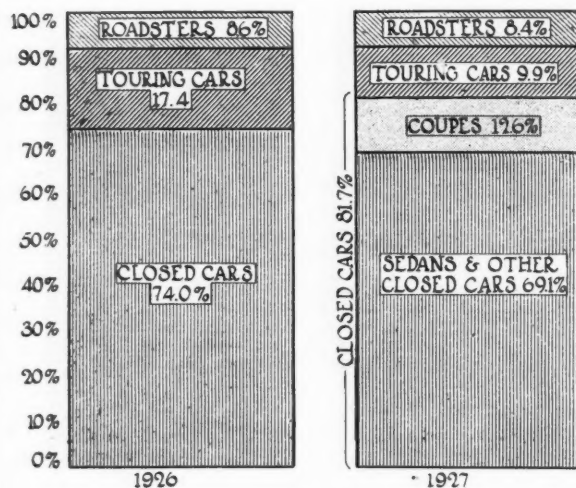 100%
90%
80%
70%
60%
50%
40%
30%
20%
10%
0%
ROADSTERS 8.6%
TOURING CARS
17.4
CLOSED CARS
74.0%
1926
CLOSED CARS 81.7%
ROADSTERS 8.4%
TOURING CARS 9.9%
COUPES 12.6%
SEDANS & OTHER
CLOSED CARS 69.1%
1927